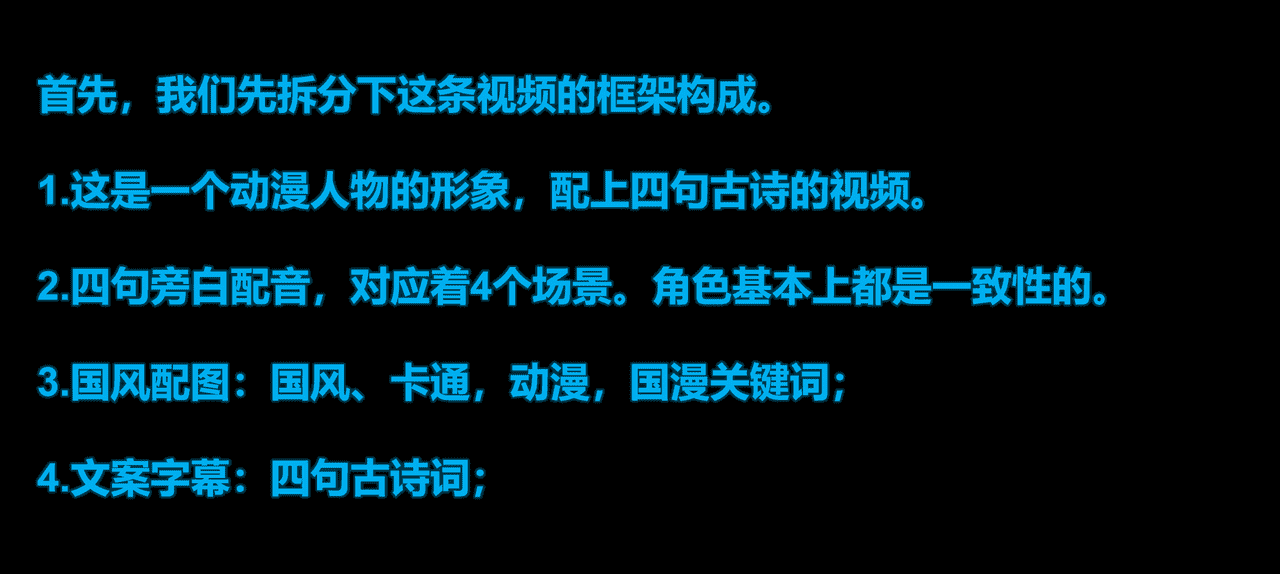 首先，我们先拆分下这条视频的框架构成。
1.这是一个动漫人物的形象，配上四句古诗的视频。
2.四句旁白配音，对应着4个场景。角色基本上都是一致性的。
3.国风配图：国风、卡通，动漫，国漫关键词；
4.文案字幕：四句古诗词；